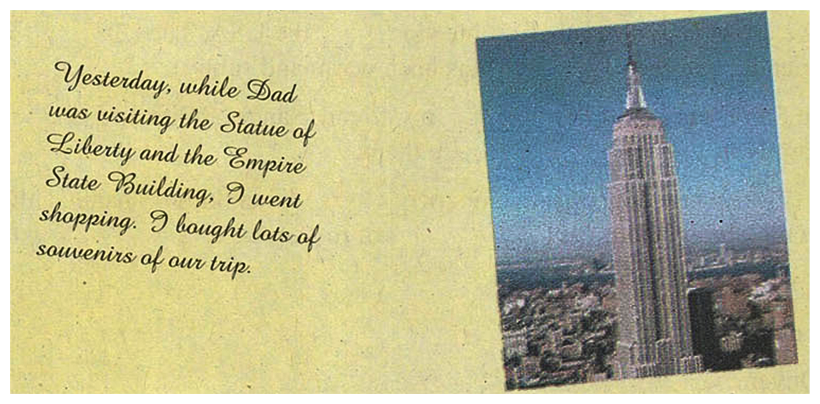 Yesterday, while Dad
was visiting the Statue of
Liberty and the Empire
State Building, I went
shopping. I bought lots of
souvenirs of our trip.